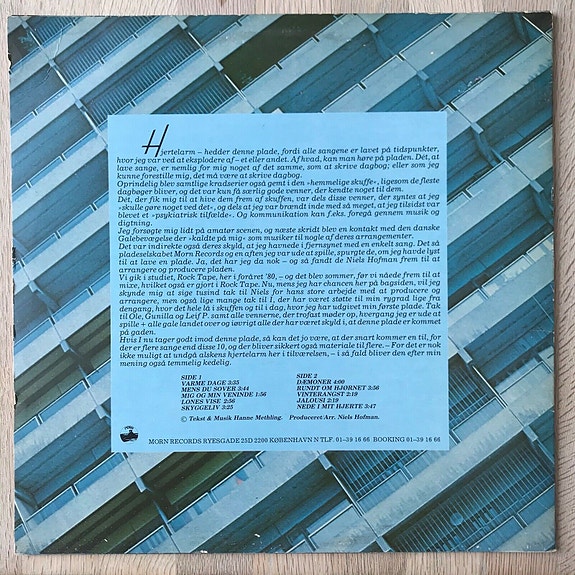 Hjertelarm – hedder denne plade, fordi alle sangene er lavet på tidspunkter,
hvor jeg var ved at eksplodere af – et eller andet. Af hvad, kan man høre på pladen. Dét, at
lave sange, er nemlig for mig noget af det samme, som at skrive dagbog; eller som jeg
kunne forestille mig, det må være at skrive dagbog.
Oprindelig blev samtlige kradserier også gemt i den »hemmelige skuffe«, ligesom de fleste
dagbøger bliver, og det var kun få særlig gode venner, der kendte noget til dem.
Dét, der fik mig til at hive dem frem af skuffen, var dels disse venner, der syntes at jeg
»skulle gøre noget ved det«, og dels at jeg var brændt inde med så meget, at jeg tilsidst var
blevet et »psykiatrisk tilfælde«. Og kommunikation kan f.eks. foregå gennem musik og
digtning.
Jeg forsøgte mig lidt på amatør scenen, og næste skridt blev en kontakt med den danske
Galebevægelse der »kaldte på mig« som musiker til nogle af deres arrangementer.
Det var indirekte også deres skyld, at jeg havnede i fjernsynet med en enkelt sang. Det så
pladeselskabet Morn Records og en aften jeg var ude at spille, spurgte de, om jeg havde lyst
til at lave en plade. Ja, det har jeg da nok – og så fandt de Niels Hofman frem til at
arrangere og producere pladen.
Vi gik i studiet, Rock Tape, her i foråret '80, – og det blev sommer, før vi nåede frem til at
mixe, hvilket også er gjort i Rock Tape. Nu, mens jeg har chancen her på bagsiden, vil jeg
skynde mig at sige tusind tak til Niels for hans store arbejde med at producere og
arrangere, men også lige mange tak til I, der har været støtte til min rygrad lige fra
dengang, hvor det hele lå i skuffen og til i dag, hvor jeg har udgivet min første plade. Tak
til Ole, Gunilla og Leif P. samt alle vennerne, der trofast møder op, hvergang jeg er ude at
spille + alle gale landet over og iøvrigt alle der har været skyld i, at denne plade er kommet
på gaden.
Hvis I nu tager godt imod denne plade, så kan det jo være, at der snart kommer en til, for
der er flere sange end disse 10, og der bliver sikkert også materiale til flere. – For det er nok
ikke muligt at undgå alskens hjertelarm her i tilværelsen, – i så fald bliver den efter min
mening også temmelig kedelig.
SIDE 1
VARME DAGE 3:35
MENS DU SOVER 3:44
MIG OG MIN VENINDE 1:56
LONES VISE 2:56
SKYGGELIV 3:25
SIDE 2
DÆMONER 4:00
RUNDT OM HJØRNET 3:56
VINTERANGST 2:19
JALOUSI 2:19
NEDE I MIT HJERTE 3:47
© Tekst & Musik Hanne Methling. Produceret/Arr. Niels Hofman.
MORN RECORDS RYESGADE 25D 2200 KØBENHAVN N TLF. 01–39 16 66 BOOKING 01–39 16 66